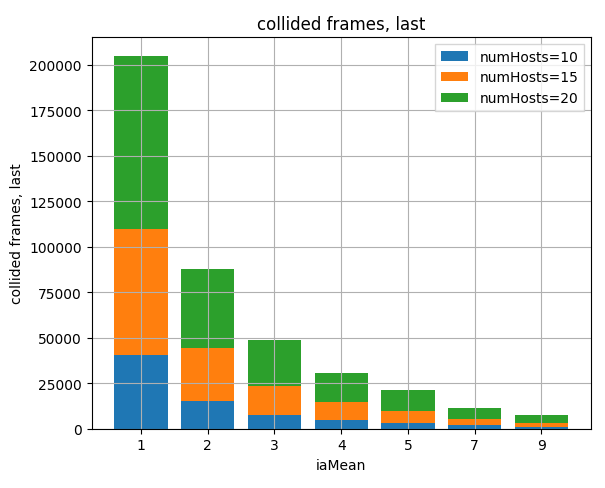 collided frames, last
numHosts=10
numHosts=15
numHosts=20
200000
175000
150000
125000
100000
75000
50000
25000
0
collided frames, last
1 2 3 4 5 7 9
iaMean